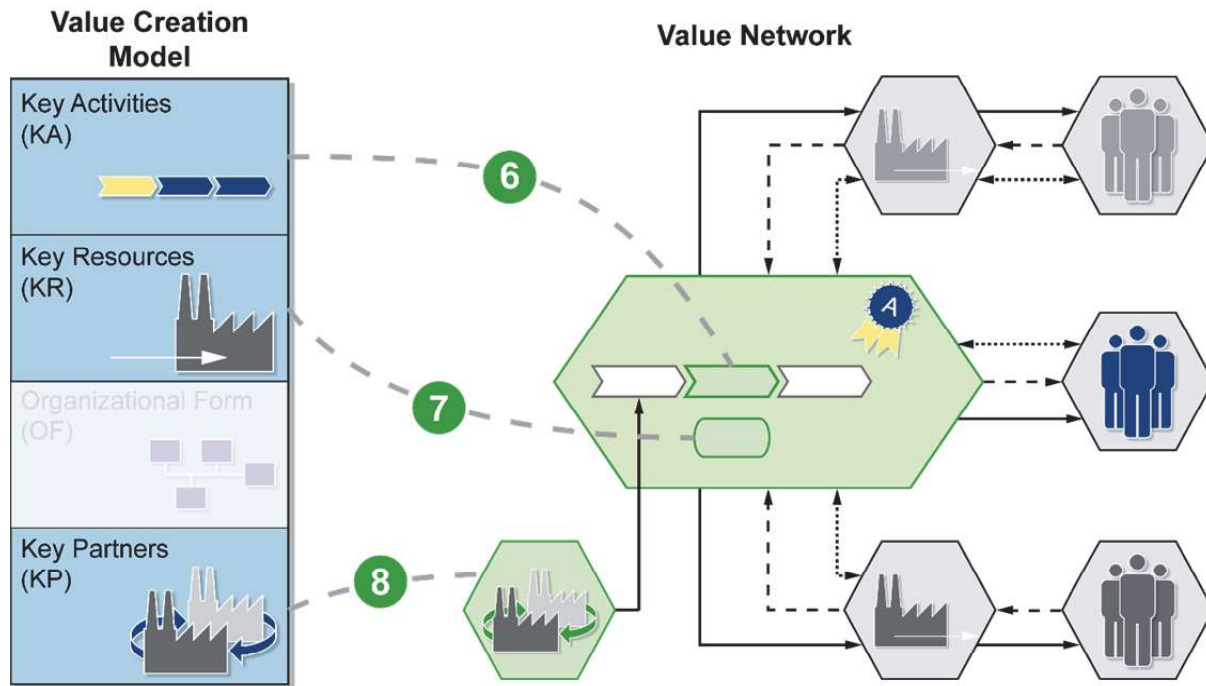 Value Creation
Model
Value Network
Key Activities
(KA)
6
Key Resources
(KR)
A
7
Organizational Form
(OF)
Key Partners
(KP)
8